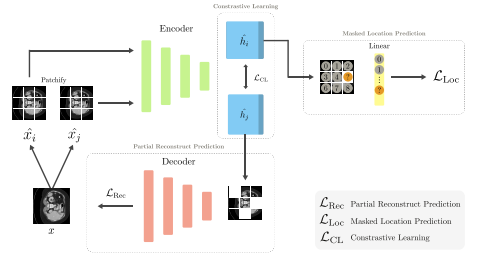 Constrastive Learning
Encoder
ĥi
Masked Location Prediction
Linear
Patchify
ℒCL
ℒLoc
ĥj
x̂i x̂j
Partial Reconstruct Prediction
Decoder
ℒRec
x
ℒRec Partial Reconstruct Prediction
ℒLoc Masked Location Prediction
ℒCL Constrastive Learning